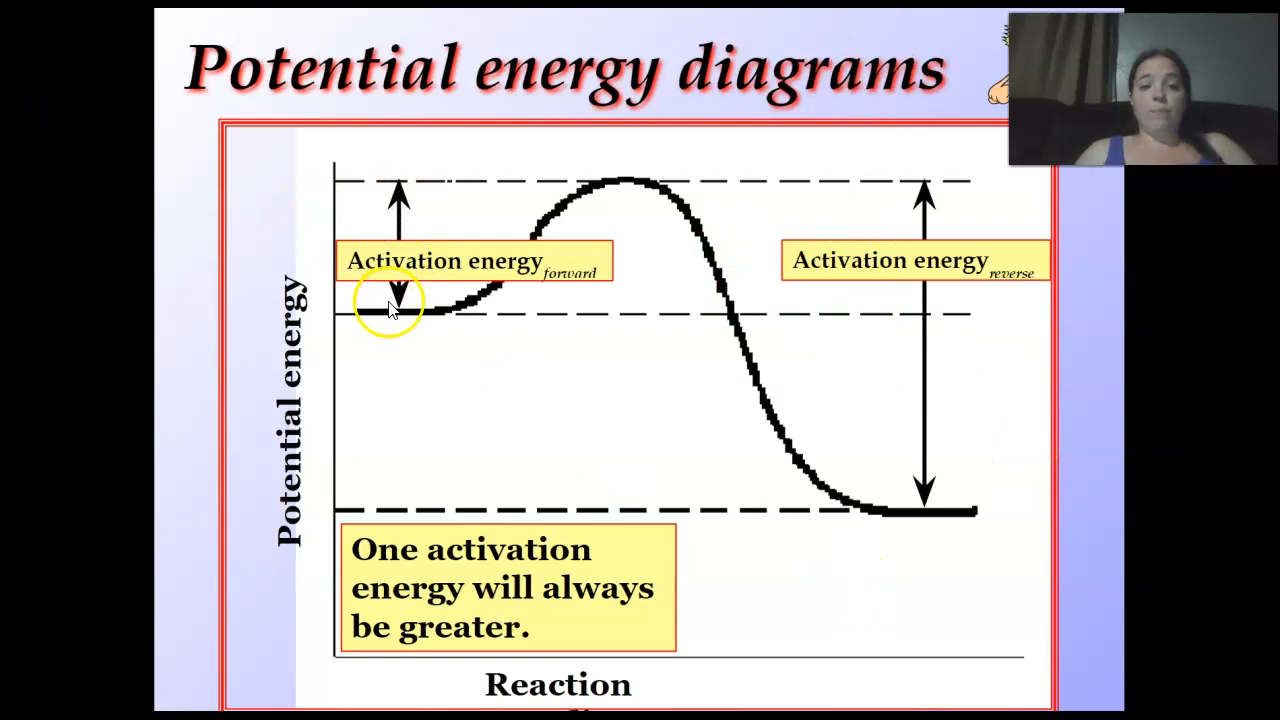 Potential energy diagrams
Activation energy forward
Activation energy reverse
Potential energy
One activation
energy will always
be greater.
Reaction